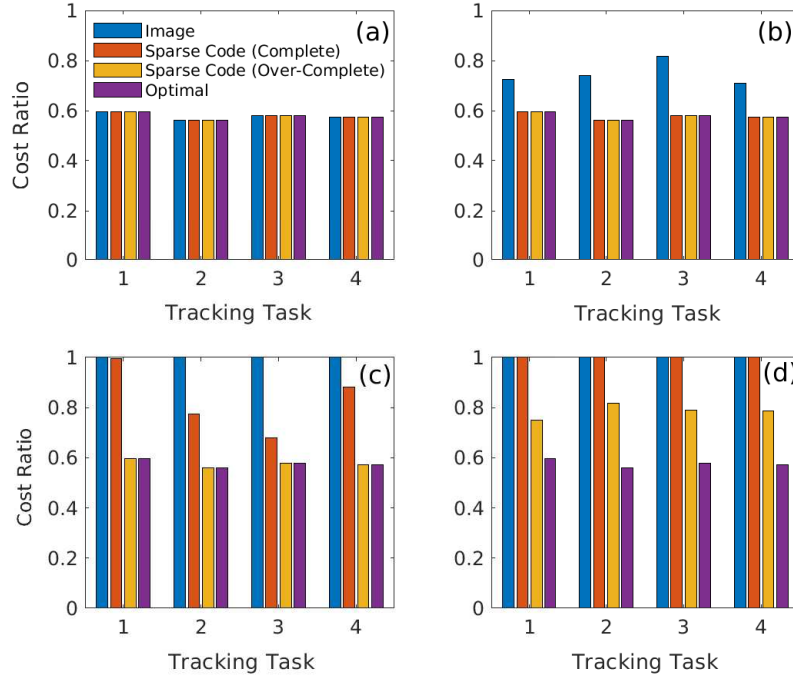 (a)
Image
Sparse Code (Complete)
Sparse Code (Over-Complete)
Optimal
1
0.8
0.6
0.4
0.2
0
Cost Ratio
1 2 3 4
Tracking Task
(b)
1
0.8
0.6
0.4
0.2
0
1 2 3 4
Tracking Task
(c)
1
0.8
0.6
0.4
0.2
0
Cost Ratio
1 2 3 4
Tracking Task
(d)
1
0.8
0.6
0.4
0.2
0
1 2 3 4
Tracking Task